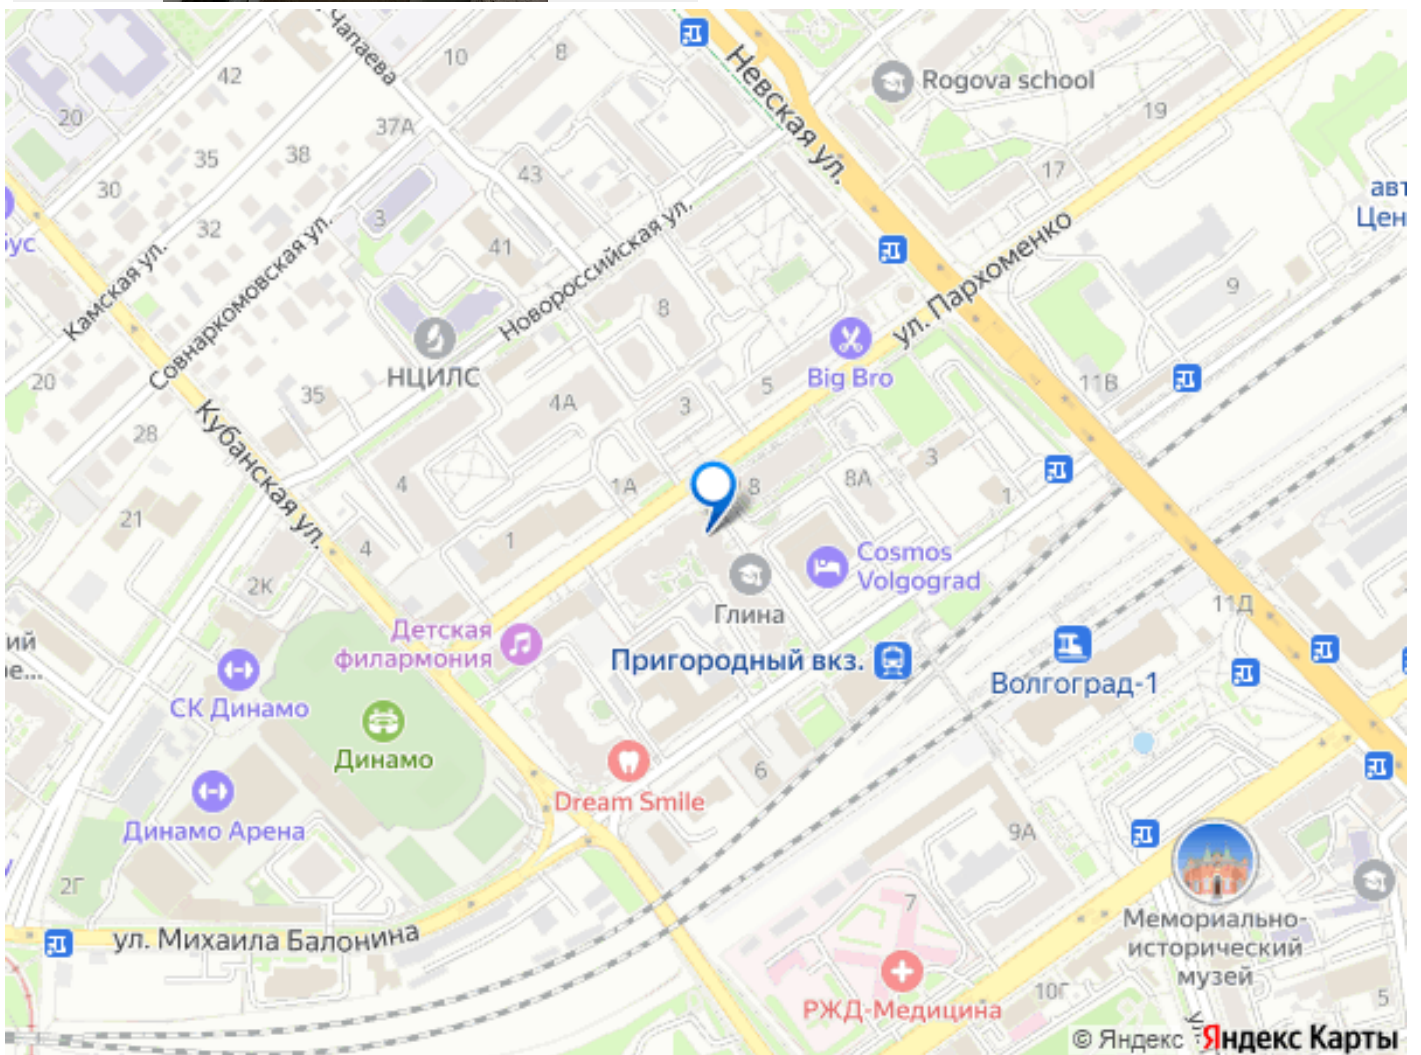 Чапаева
10
8
42
Невская ул.
Rogova school
20
37А
19
35
38
43
17
30
3
авт
Цен
32
41
Новороссийская ул.
ул. Пархоменко
ус
Камская ул.
Совнаркомовская ул.
8
9
НЦИЛС
Big Bro
11В
20
35
4А
3
5
28
Кубанская ул.
3
4
1А
8
8А
1
21
4
1
Cosmos
Volgograd
2К
Глина
11Д
ий
е...
Детская
филармония
Пригородный вкз.
Волгоград-1
СК Динамо
Динамо
6
Dream Smile
Динамо Арена
9А
2Г
7
Мемориально-
исторический
музей
ул. Михаила Балонина
РЖД-Медицина
10Г
5
© Яндекс
Яндекс Карты